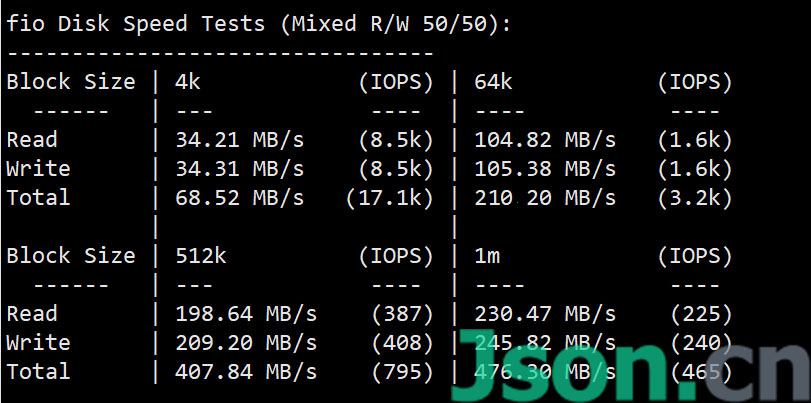 fio Disk Speed Tests (Mixed R/W 50/50):
---------------------------------
Block Size | 4k            (IOPS) | 64k           (IOPS)
  ------   | ---            ----  | ----           ----
Read       | 34.21 MB/s    (8.5k) | 104.82 MB/s   (1.6k)
Write      | 34.31 MB/s    (8.5k) | 105.38 MB/s   (1.6k)
Total      | 68.52 MB/s   (17.1k) | 210 20 MB/s   (3.2k)
           |                      |
Block Size | 512k          (IOPS) | 1m            (IOPS)
  ------   | ---            ----  | ----           ----
Read       | 198.64 MB/s    (387) | 230.47 MB/s    (225)
Write      | 209.20 MB/s    (408) | 245.82 MB/s    (240)
Total      | 407.84 MB/s    (795) | 476.30 MB/s    (465)
Json.cn